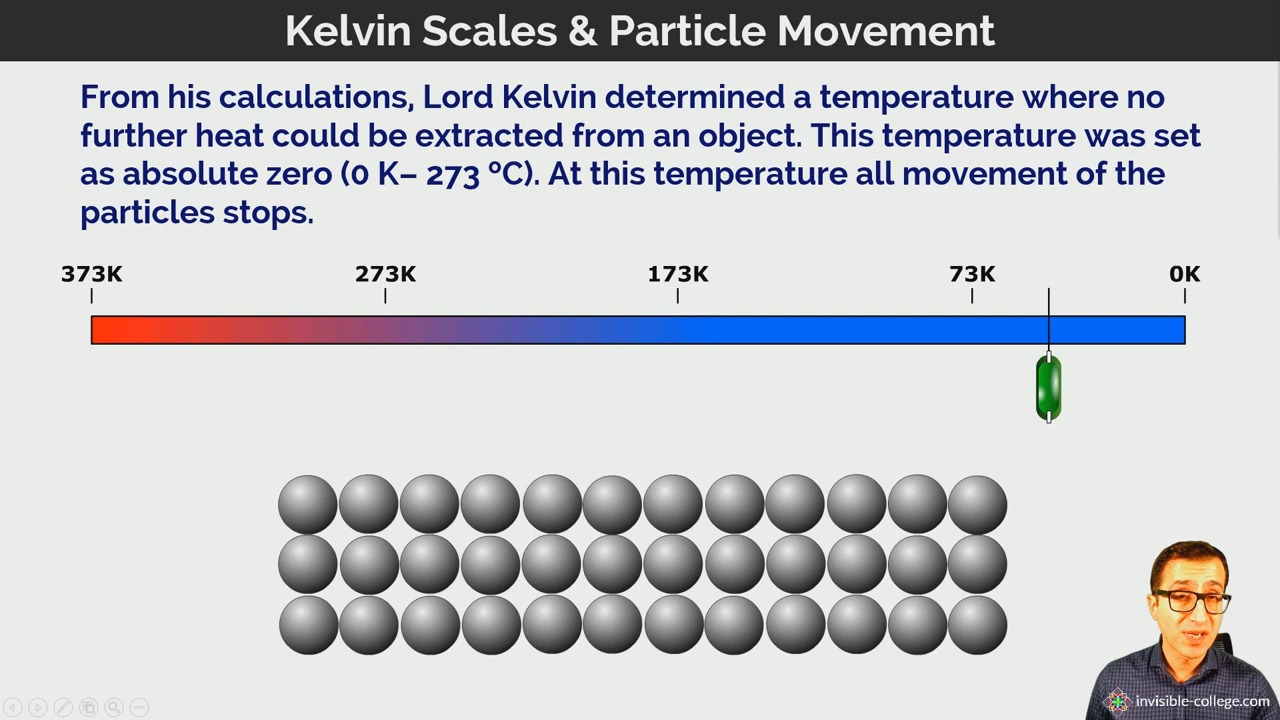 Kelvin Scales & Particle Movement
From his calculations, Lord Kelvin determined a temperature where no
further heat could be extracted from an object. This temperature was set
as absolute zero (0 K– 273 ºC). At this temperature all movement of the
particles stops.
373K 273K 173K 73K 0K
invisible-college.com